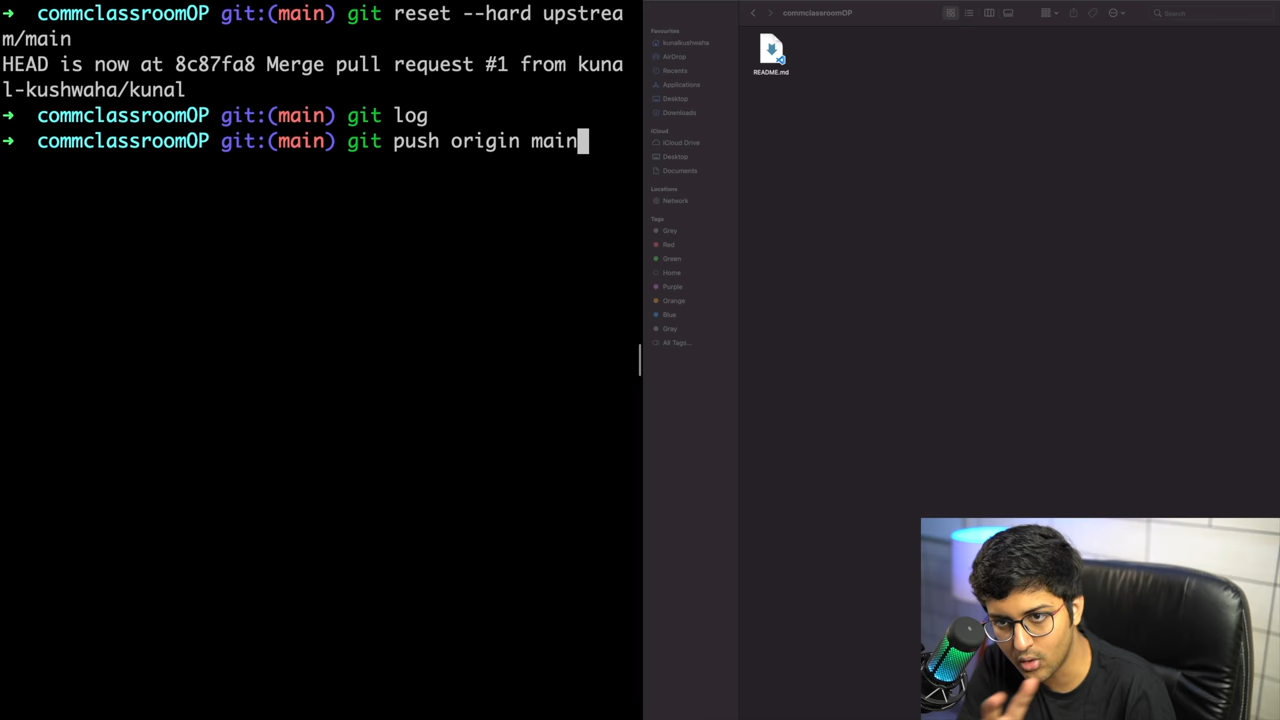 ➜ commclassroomOP git:(main) git reset --hard upstrea
m/main
HEAD is now at 8c87fa8 Merge pull request #1 from kuna
l-kushwaha/kunal
➜ commclassroomOP git:(main) git log
➜ commclassroomOP git:(main) git push origin main
commclassroomOP
Search
Favourites
kunalkushwaha
AirDrop
Recents
Applications
Desktop
Downloads
iCloud
iCloud Drive
Desktop
Documents
Locations
Network
Tags
Grey
Red
Green
Home
Purple
Orange
Blue
Gray
All Tags...
README.md